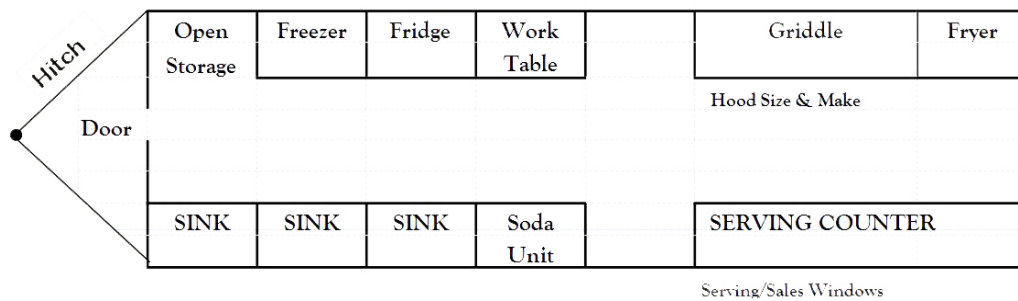 Hitch
Open Storage
Freezer
Fridge
Work Table
Griddle
Fryer
Hood Size & Make
Door
SINK
SINK
SINK
Soda Unit
SERVING COUNTER
Serving/Sales Windows